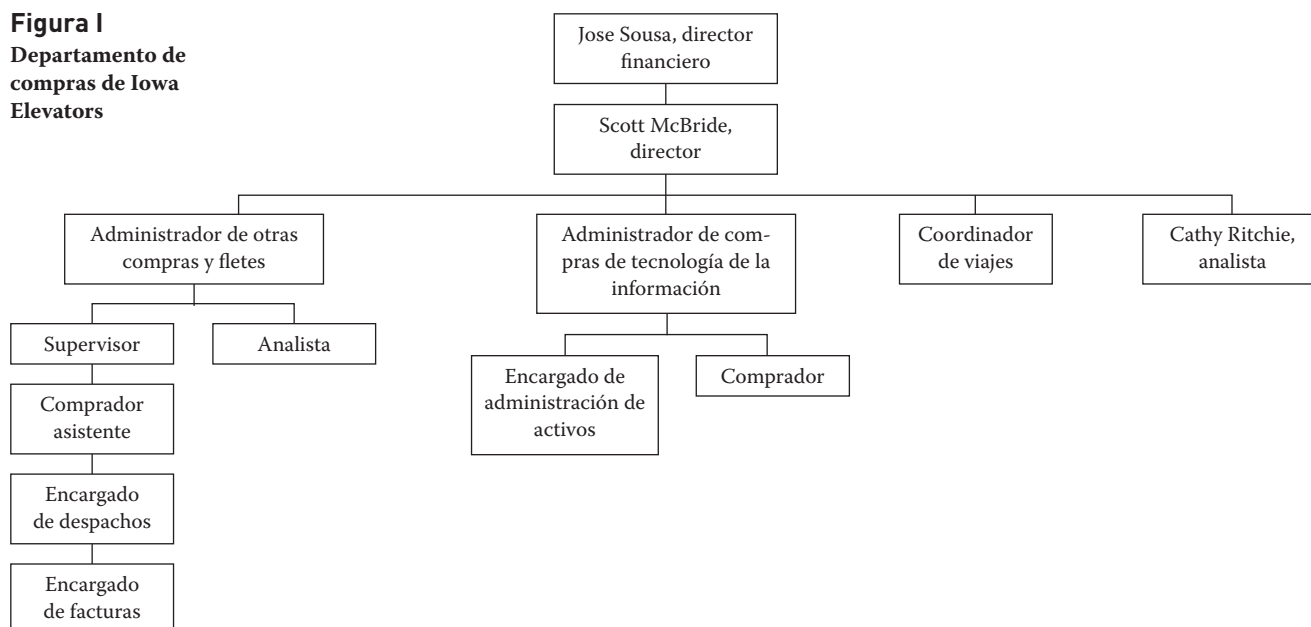 Figura I
Departamento de
compras de Iowa
Elevators
Jose Sousa, director
financiero
Scott McBride,
director
Administrador de otras
compras y fletes
Administrador de com-
pras de tecnología de la
información
Coordinador
de viajes
Cathy Ritchie,
analista
Supervisor
Analista
Encargado de
administración de
activos
Comprador
Comprador
asistente
Encargado
de despachos
Encargado
de facturas